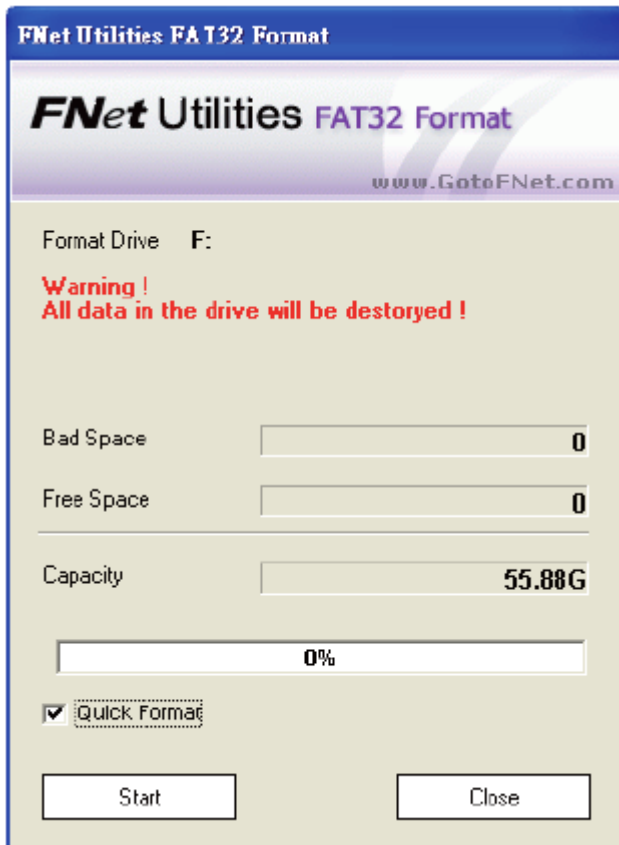 FNet Utilities FAT32 Format
FNet Utilities FAT32 Format
www.GotoFNet.com
Format Drive F:
Warning !
All data in the drive will be destoryed !
Bad Space 0
Free Space 0
Capacity 55.88G
0%
Quick Format
Start Close